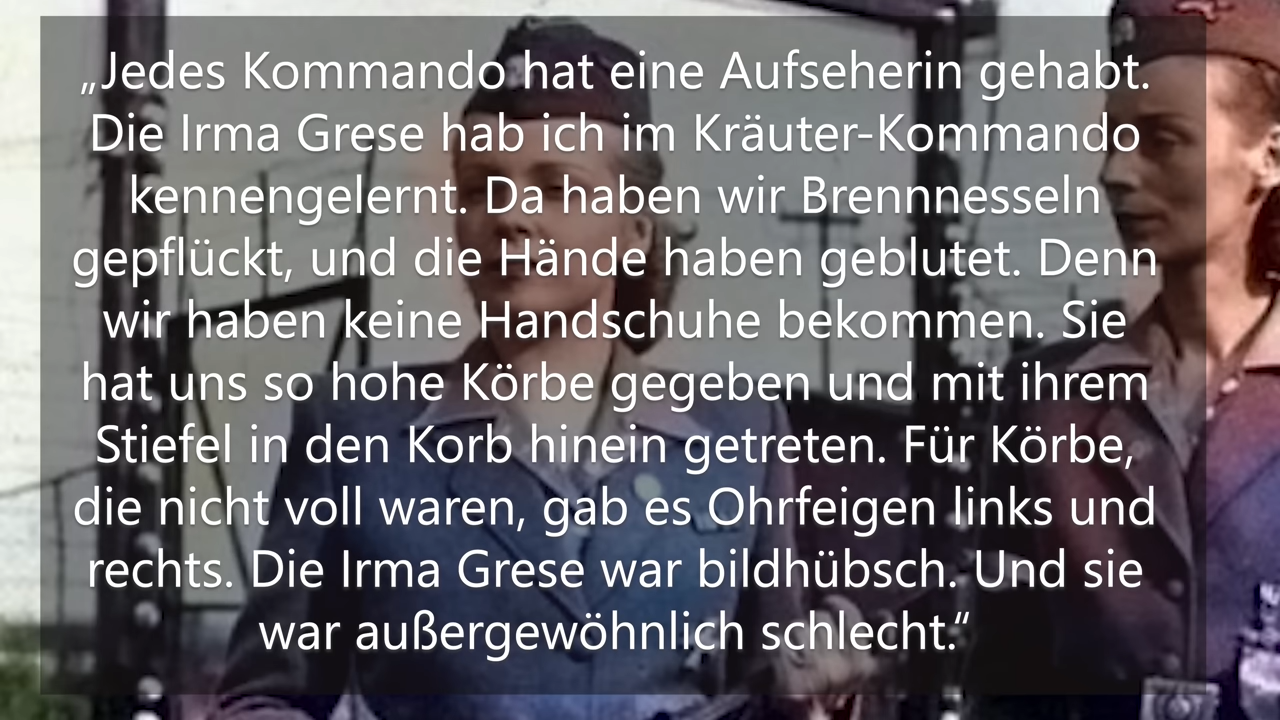 „Jedes Kommando hat eine Aufseherin gehabt.
Die Irma Grese hab ich im Kräuter-Kommando
kennengelernt. Da haben wir Brennnesseln
gepflückt, und die Hände haben geblutet. Denn
wir haben keine Handschuhe bekommen. Sie
hat uns so hohe Körbe gegeben und mit ihrem
Stiefel in den Korb hinein getreten. Für Körbe,
die nicht voll waren, gab es Ohrfeigen links und
rechts. Die Irma Grese war bildhübsch. Und sie
war außergewöhnlich schlecht.“